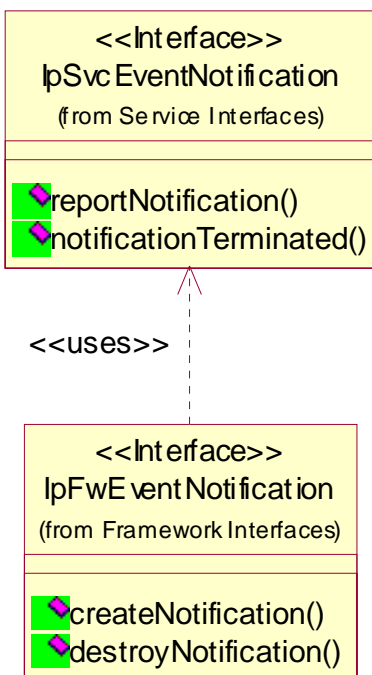 <<Interface>>
IpSvcEventNotification
(from Service Interfaces)
reportNotification()
notificationTerminated()
<<uses>>
<<Interface>>
IpFwEventNotification
(from Framework Interfaces)
createNotification()
destroyNotification()